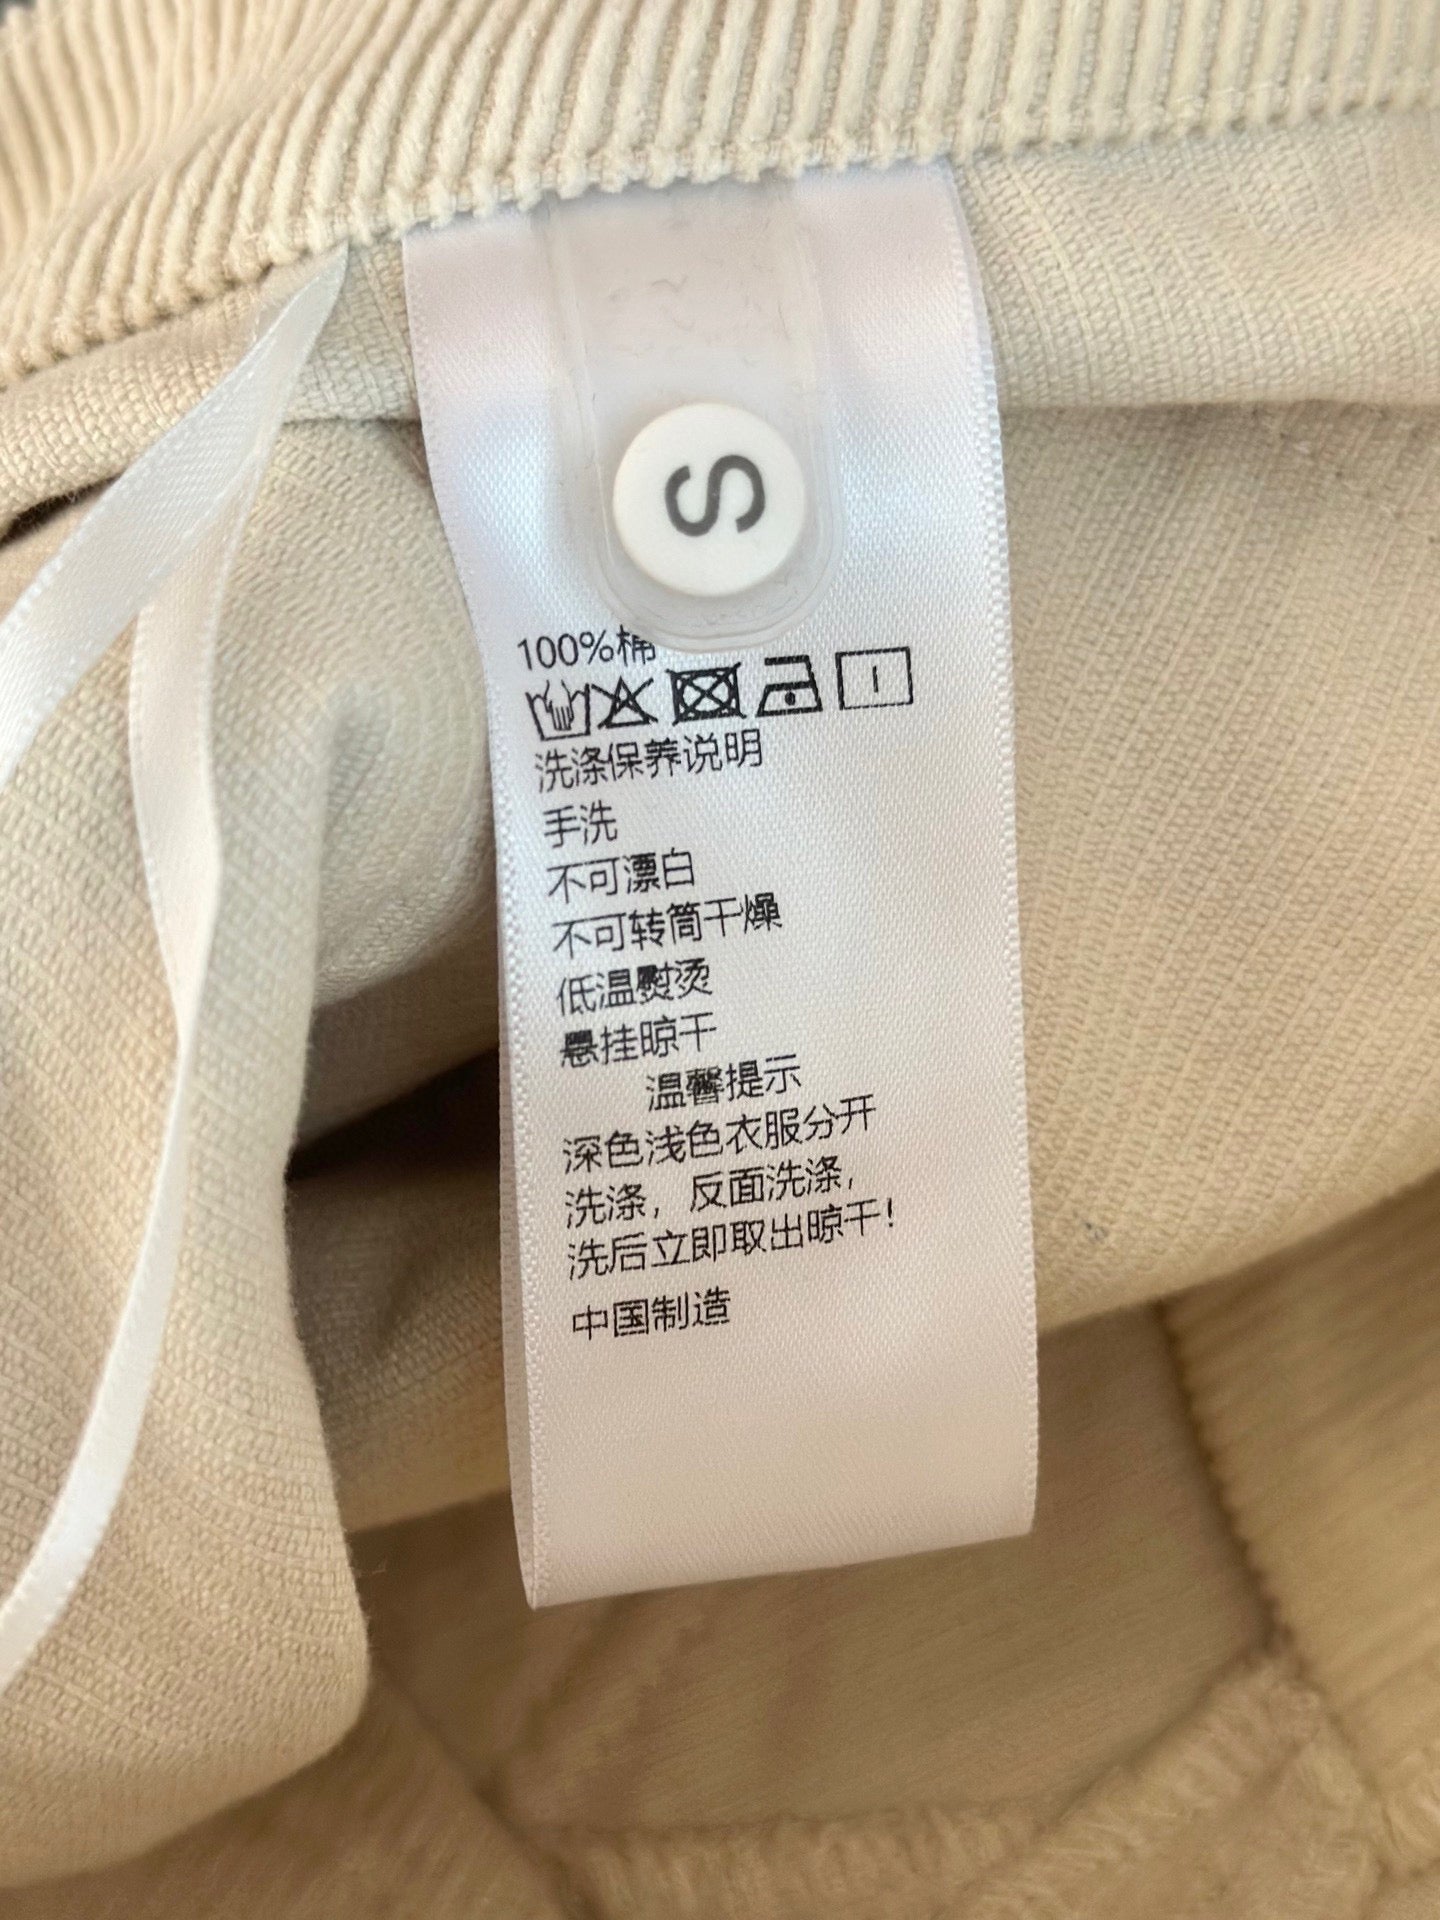 S
100%棉
洗涤保养说明
手洗
不可漂白
不可转筒干燥
低温熨烫
悬挂晾干
温馨提示
深色浅色衣服分开
洗涤，反面洗涤，
洗后立即取出晾干！
中国制造